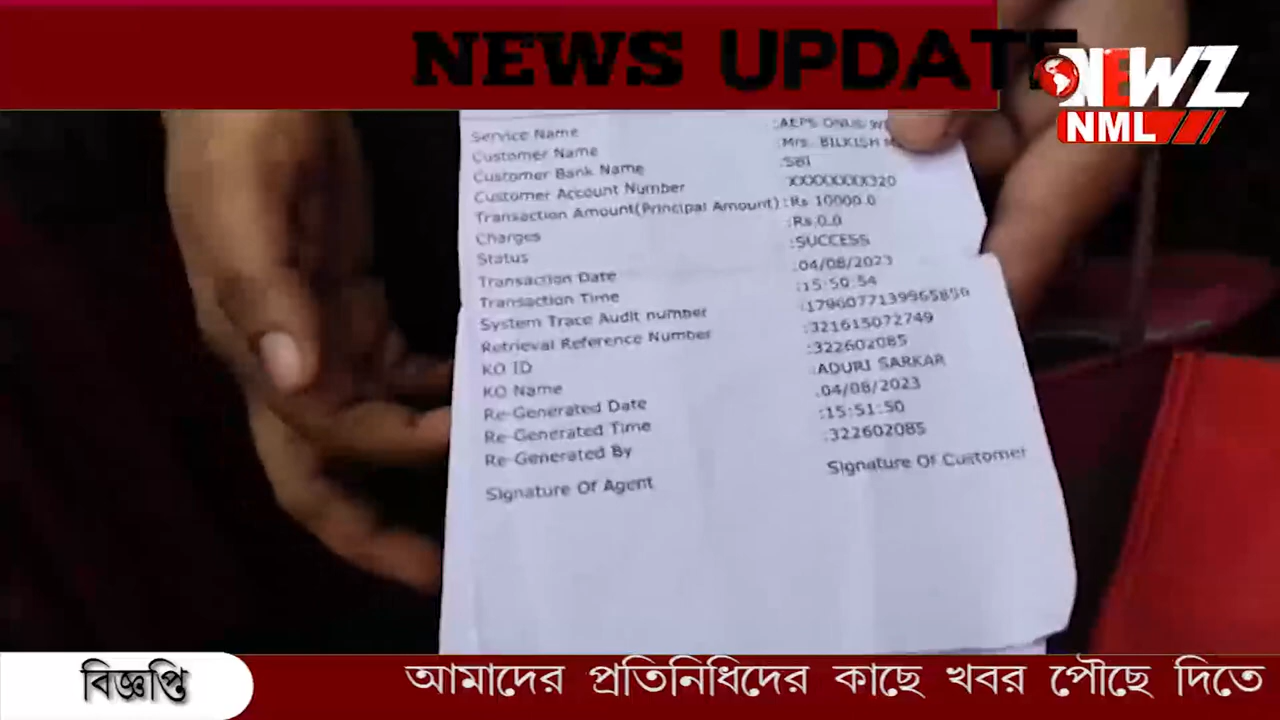 NEWS UPDATE
NEWZ
NML
Service Name :AEPS ONUS
Customer Name :Mrs. BILKISH
Customer Bank Name :SBI
Customer Account Number XXXXXXXXX320
Transaction Amount(Principal Amount) :Rs 10000.0
Charges :Rs 0.0
Status :SUCCESS
Transaction Date :04/08/2023
Transaction Time :15:50:54
System Trace Audit number
Retrieval Reference Number :321615072749
KO ID :322602085
KO Name :ADURI SARKAR
Re-Generated Date :04/08/2023
Re-Generated Time :15:51:50
Re-Generated By :322602085
Signature Of Agent Signature Of Customer
বিজ্ঞপ্তি
আমাদের প্রতিনিধিদের কাছে খবর পৌছে দিতে